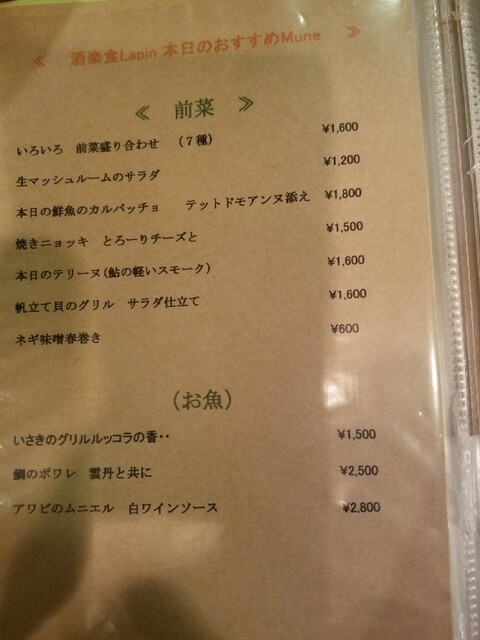 ≪ 酒楽食Lapin 本日のおすすめMune ≫
≪ 前菜 ≫
いろいろ 前菜盛り合わせ (7種) ¥1,600
生マッシュルームのサラダ ¥1,200
本日の鮮魚のカルパッチョ テットドモアンヌ添え ¥1,800
焼きニョッキ とろーりチーズと ¥1,500
本日のテリーヌ(鮎の軽いスモーク) ¥1,600
帆立て貝のグリル サラダ仕立て ¥1,600
ネギ味噌春巻き ¥600
(お魚)
いさきのグリルルッコラの香・・ ¥1,500
鯛のポワレ 雲丹と共に ¥2,500
アワビのムニエル 白ワインソース ¥2,800